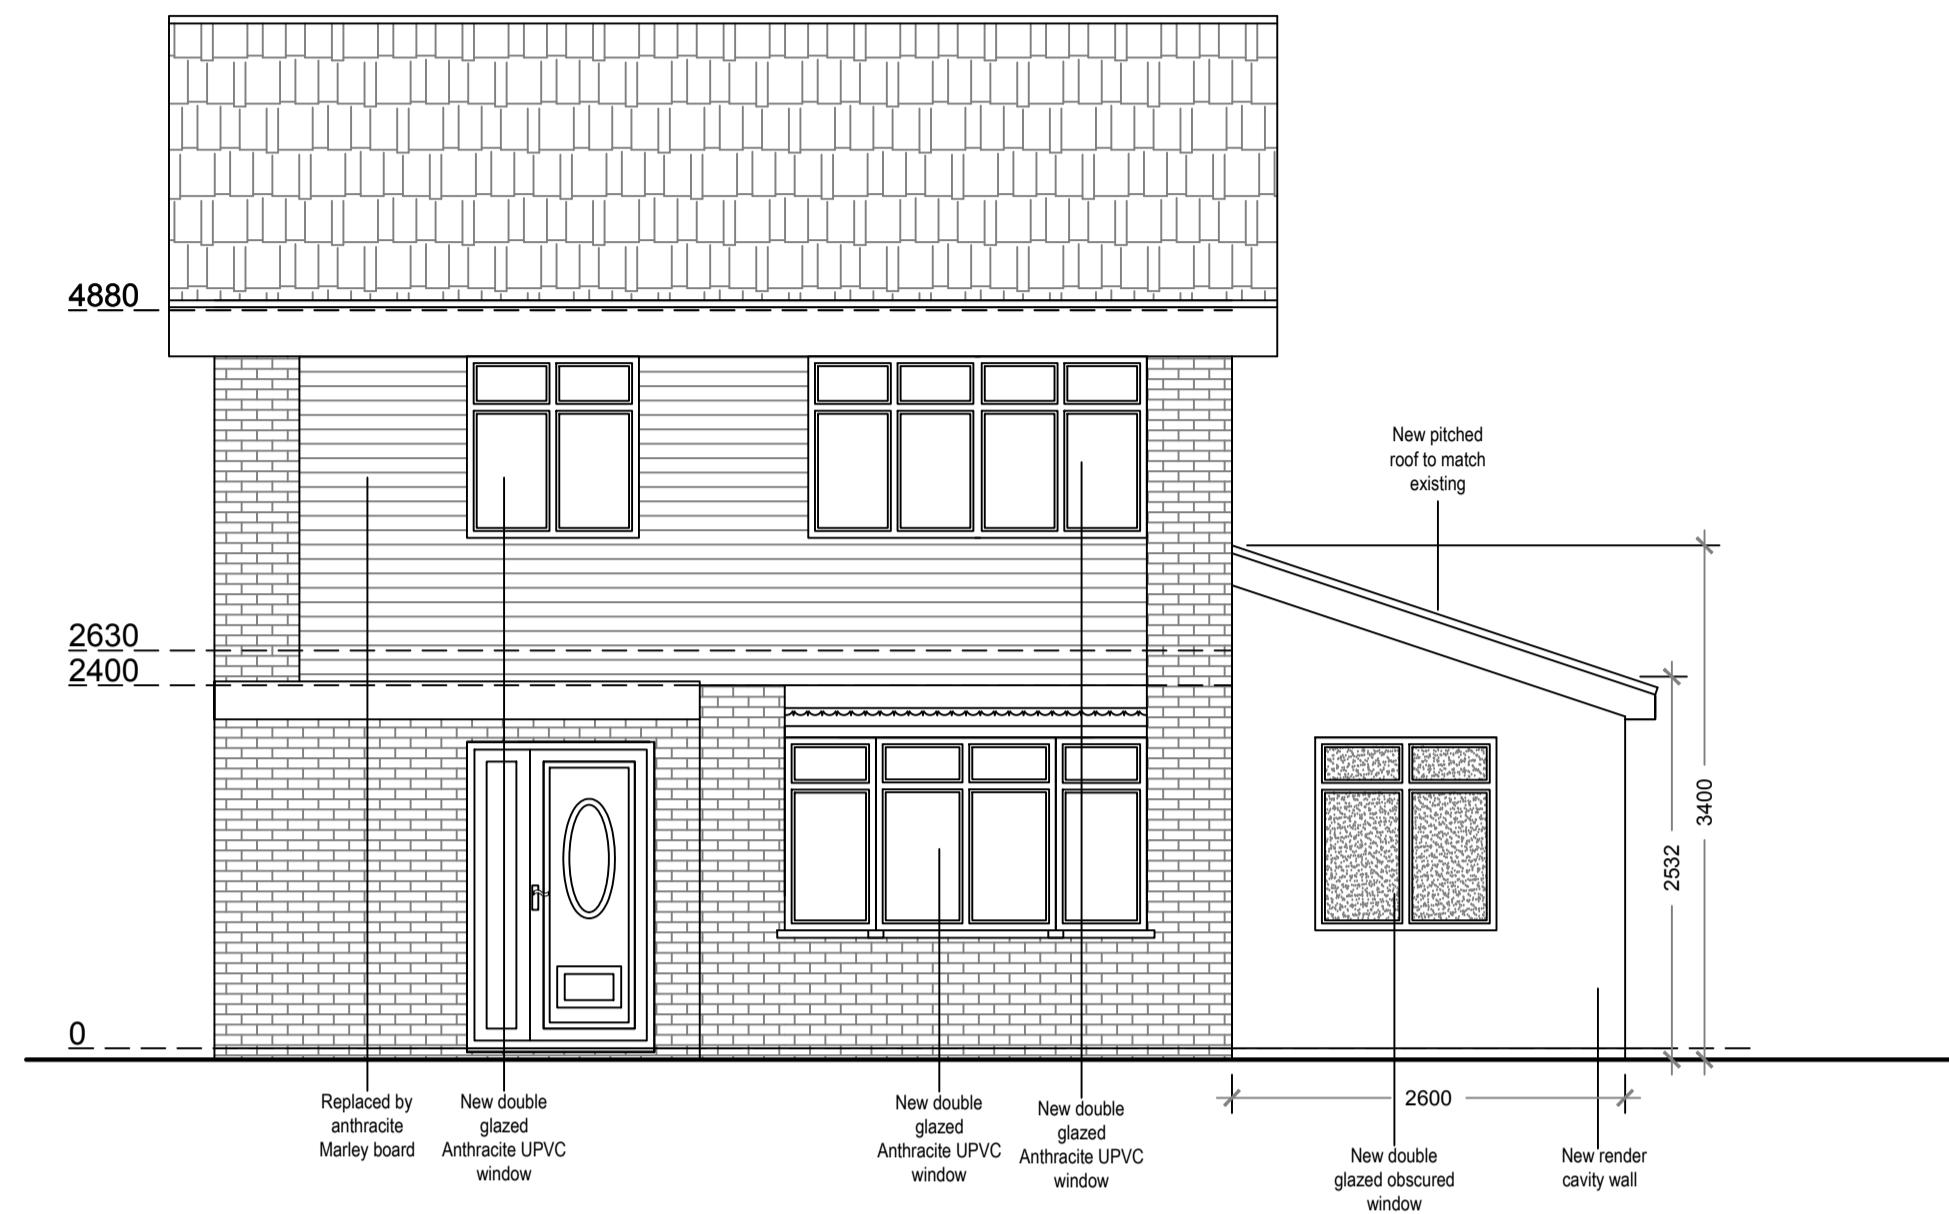 4880
New pitched
roof to match
existing
2630
2400
3400
2532
0
2600
Replaced by
anthracite
Marley board
New double
glazed
Anthracite UPVC
window
New double
glazed
Anthracite UPVC
window
New double
glazed
Anthracite UPVC
window
New double
glazed obscured
window
New render
cavity wall